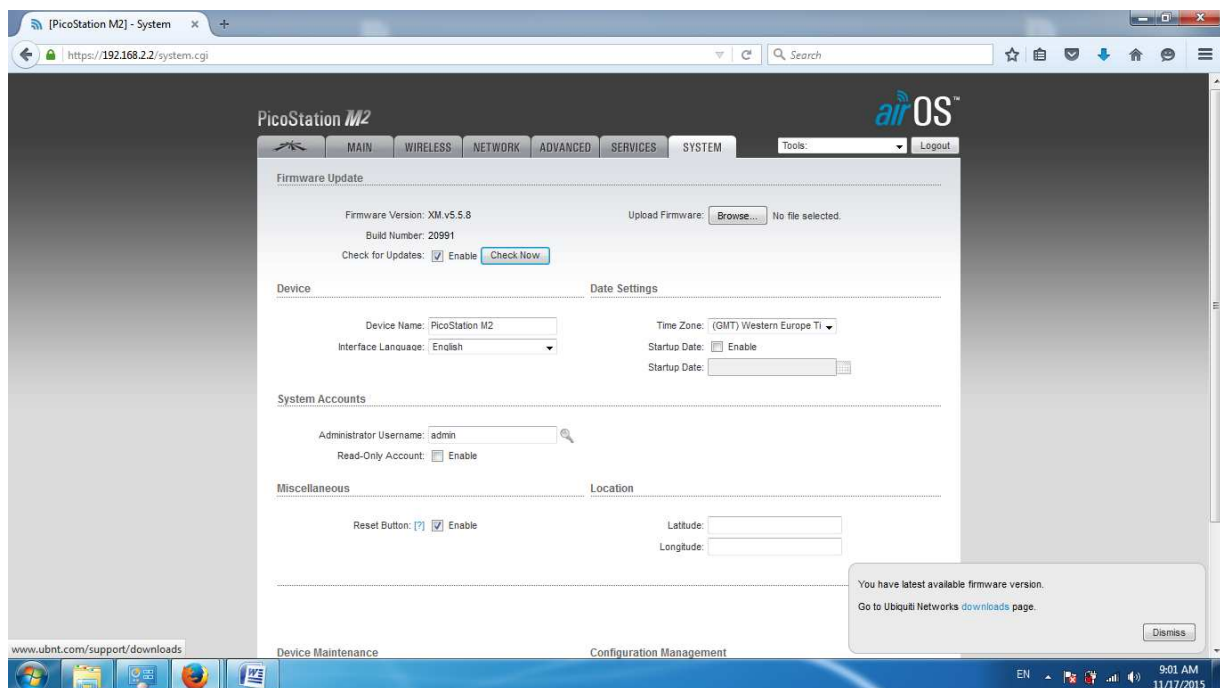 [PicoStation M2] - System
https://192.168.2.2/system.cgi
Search
PicoStation M2
airOS™
MAIN WIRELESS NETWORK ADVANCED SERVICES SYSTEM Tools: Logout
Firmware Update
Firmware Version: XM.v5.5.8 Upload Firmware: Browse... No file selected.
Build Number: 20991
Check for Updates: Enable Check Now
Device Date Settings
Device Name: PicoStation M2 Time Zone: (GMT) Western Europe Ti
Interface Language: English Startup Date: Enable
Startup Date:
System Accounts
Administrator Username: admin
Read-Only Account: Enable
Miscellaneous Location
Reset Button: [?] Enable Latitude:
Longitude:
You have latest available firmware version.
Go to Ubiquiti Networks downloads page.
Dismiss
www.ubnt.com/support/downloads
Device Maintenance Configuration Management
EN 9:01 AM
11/17/2015